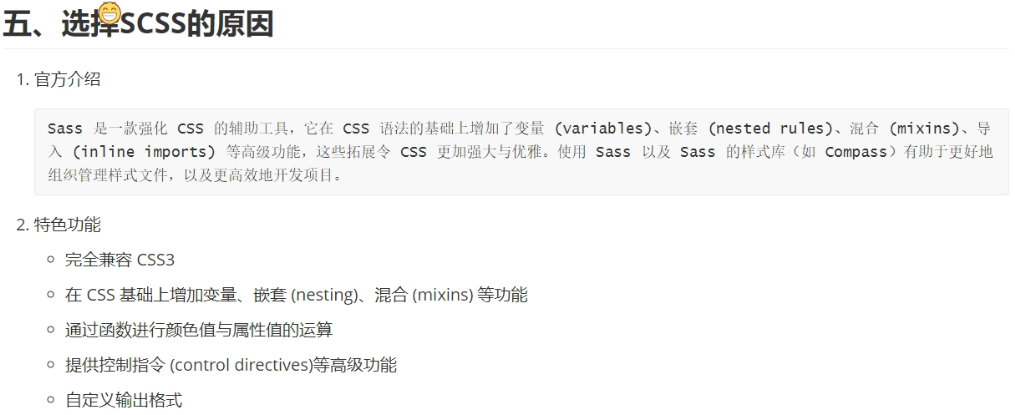 五、选择SCSS的原因
1. 官方介绍
Sass 是一款强化 CSS 的辅助工具，它在 CSS 语法的基础上增加了变量 (variables)、嵌套 (nested rules)、混合 (mixins)、导
入 (inline imports) 等高级功能，这些拓展令 CSS 更加强大与优雅。使用 Sass 以及 Sass 的样式库（如 Compass）有助于更好地
组织管理样式文件，以及更高效地开发项目。
2. 特色功能
完全兼容 CSS3
在 CSS 基础上增加变量、嵌套 (nesting)、混合 (mixins) 等功能
通过函数进行颜色值与属性值的运算
提供控制指令 (control directives)等高级功能
自定义输出格式